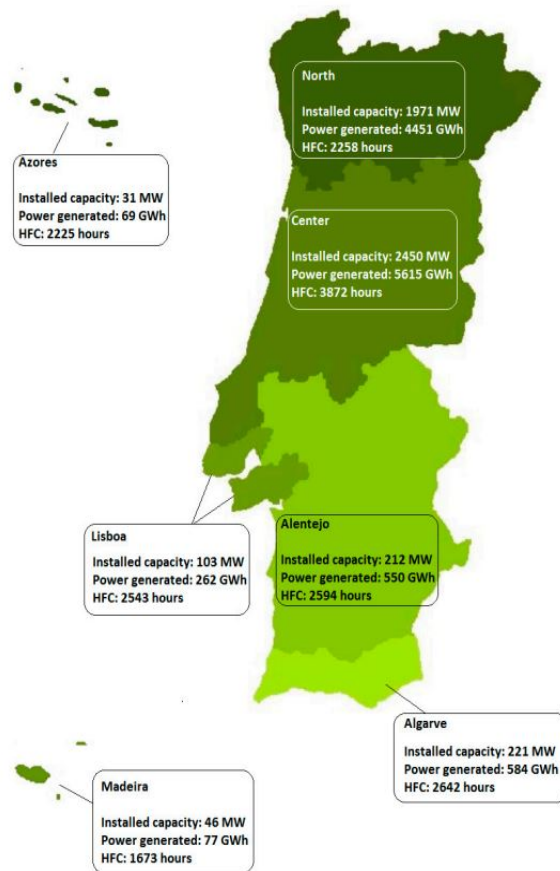 North
Installed capacity: 1971 MW
Power generated: 4451 GWh
HFC: 2258 hours
Azores
Installed capacity: 31 MW
Power generated: 69 GWh
HFC: 2225 hours
Center
Installed capacity: 2450 MW
Power generated: 5615 GWh
HFC: 3872 hours
Lisboa
Installed capacity: 103 MW
Power generated: 262 GWh
HFC: 2543 hours
Alentejo
Installed capacity: 212 MW
Power generated: 550 GWh
HFC: 2594 hours
Algarve
Installed capacity: 221 MW
Power generated: 584 GWh
HFC: 2642 hours
Madeira
Installed capacity: 46 MW
Power generated: 77 GWh
HFC: 1673 hours